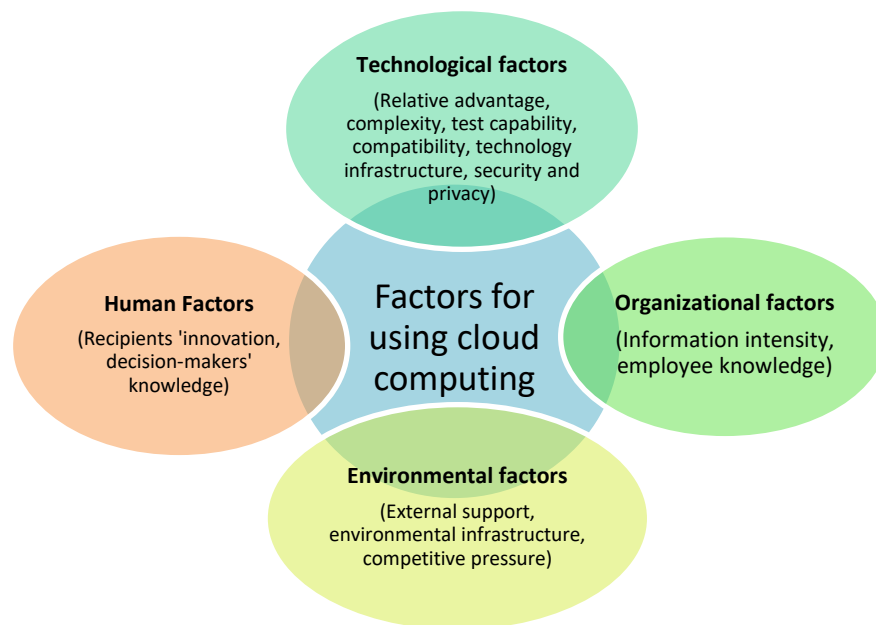 Technological factors
(Relative advantage,
complexity, test capability,
compatibility, technology
infrastructure, security and
privacy)
Human Factors
(Recipients 'innovation,
decision-makers'
knowledge)
Factors for
using cloud
computing
Organizational factors
(Information intensity,
employee knowledge)
Environmental factors
(External support,
environmental infrastructure,
competitive pressure)